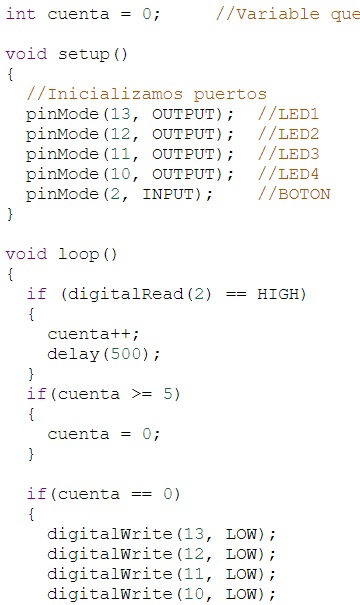 int cuenta = 0;     //Variable que
void setup()
{
  //Inicializamos puertos
  pinMode(13, OUTPUT);  //LED1
  pinMode(12, OUTPUT);  //LED2
  pinMode(11, OUTPUT);  //LED3
  pinMode(10, OUTPUT);  //LED4
  pinMode(2, INPUT);    //BOTON
}
void loop()
{
  if (digitalRead(2) == HIGH)
  {
    cuenta++;
    delay(500);
  }
  if(cuenta >= 5)
  {
    cuenta = 0;
  }
  if(cuenta == 0)
  {
    digitalWrite(13, LOW);
    digitalWrite(12, LOW);
    digitalWrite(11, LOW);
    digitalWrite(10, LOW);